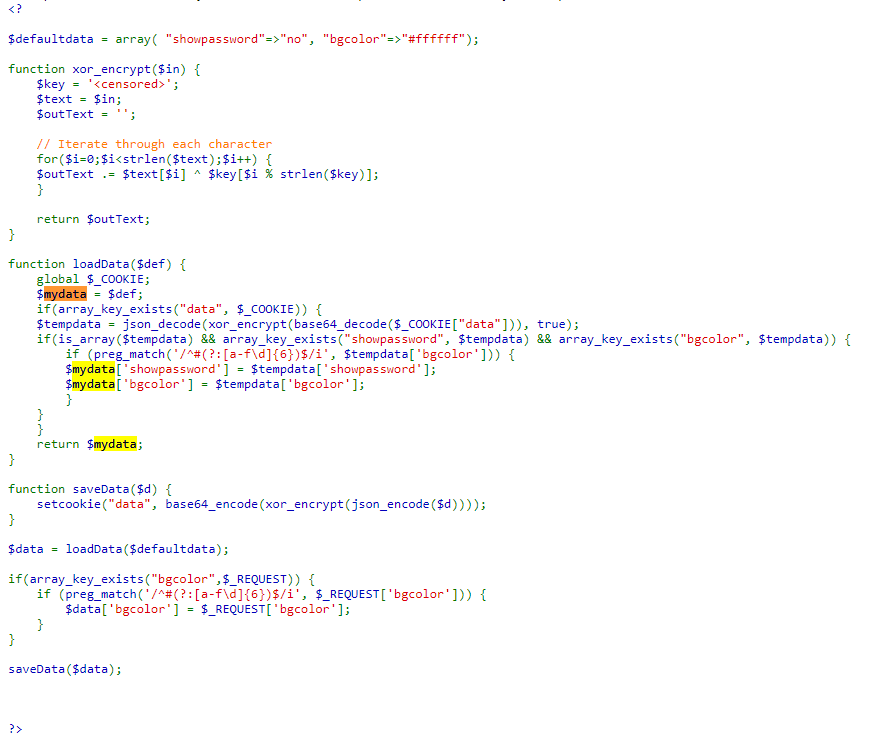 <?
$defaultdata = array( "showpassword"=>"no", "bgcolor"=>"#ffffff");
function xor_encrypt($in) {
$key = '<censored>';
$text = $in;
$outText = '';
// Iterate through each character
for($i=0;$i<strlen($text);$i++) {
$outText .= $text[$i] ^ $key[$i % strlen($key)];
}
return $outText;
}
function loadData($def) {
global $_COOKIE;
$mydata = $def;
if(array_key_exists("data", $_COOKIE)) {
$tempdata = json_decode(xor_encrypt(base64_decode($_COOKIE["data"])), true);
if(is_array($tempdata) && array_key_exists("showpassword", $tempdata) && array_key_exists("bgcolor", $tempdata)) {
if (preg_match('/^#(?:[a-f\d]{6})$/i', $tempdata['bgcolor'])) {
$mydata['showpassword'] = $tempdata['showpassword'];
$mydata['bgcolor'] = $tempdata['bgcolor'];
}
}
}
return $mydata;
}
function saveData($d) {
setcookie("data", base64_encode(xor_encrypt(json_encode($d))));
}
$data = loadData($defaultdata);
if(array_key_exists("bgcolor",$_REQUEST)) {
if (preg_match('/^#(?:[a-f\d]{6})$/i', $_REQUEST['bgcolor'])) {
$data['bgcolor'] = $_REQUEST['bgcolor'];
}
}
saveData($data);
?>